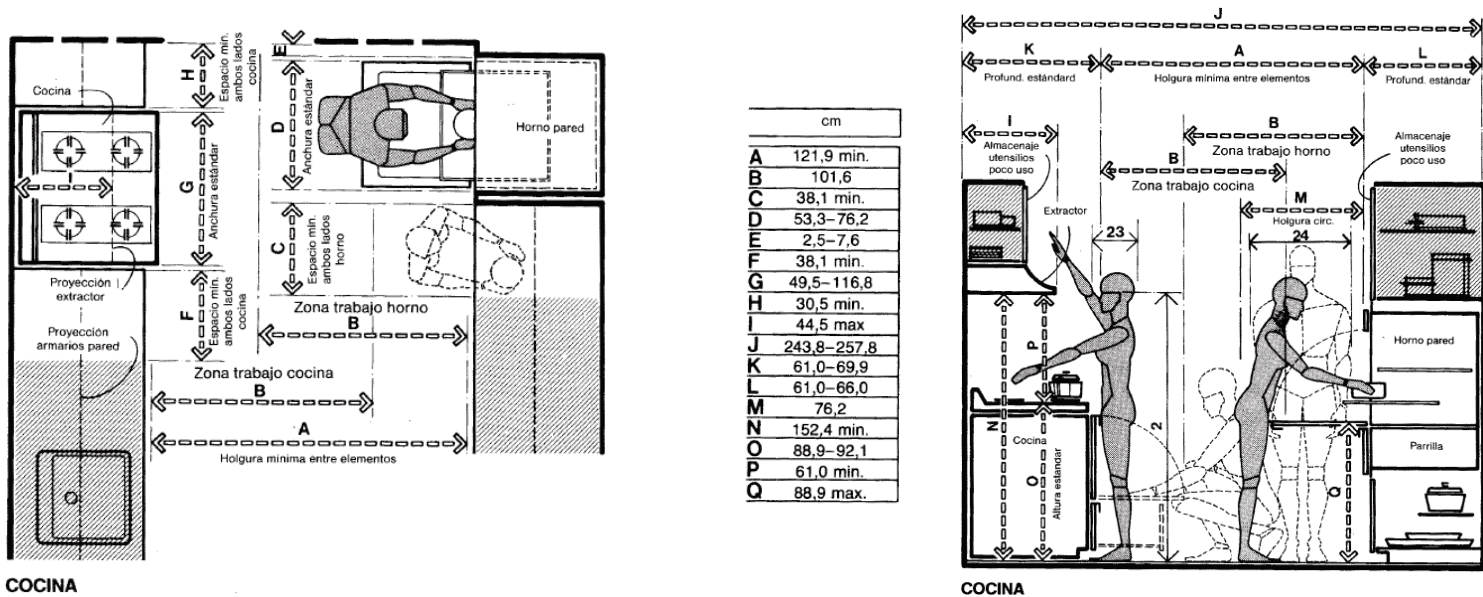 H
Espacio mín.
ambos lados
cocina
E
Cocina
D
Anchura estándar
Horno pared
I
G
Anchura estándar
C
Espacio mín.
ambos lados
horno
Proyección
extractor
F
Espacio mín.
ambos lados
cocina
Zona trabajo horno
B
Proyección
armarios pared
Zona trabajo cocina
B
A
Holgura mínima entre elementos
COCINA
cm
A 121,9 min.
B 101,6
C 38,1 min.
D 53,3–76,2
E 2,5–7,6
F 38,1 min.
G 49,5–116,8
H 30,5 min.
I 44,5 max
J 243,8–257,8
K 61,0–69,9
L 61,0–66,0
M 76,2
N 152,4 min.
O 88,9–92,1
P 61,0 min.
Q 88,9 max.
J
K
A
L
Profund. estándard
Holgura mínima entre elementos
Profund. estándar
I
B
Almacenaje
utensilios
poco uso
Zona trabajo horno
Almacenaje
utensilios
poco uso
B
Zona trabajo cocina
M
Extractor
Holgura circ.
23
24
P
Horno pared
N
2
Cocina
Parrilla
O
Altura estandar
Q
COCINA